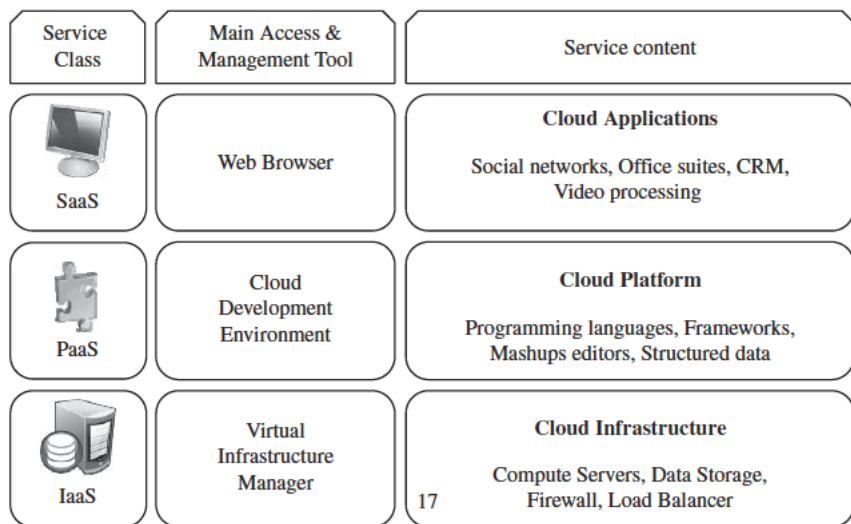 Service
Class
Main Access &
Management Tool
Service content
SaaS
Web Browser
Cloud Applications
Social networks, Office suites, CRM,
Video processing
PaaS
Cloud
Development
Environment
Cloud Platform
Programming languages, Frameworks,
Mashups editors, Structured data
IaaS
Virtual
Infrastructure
Manager
Cloud Infrastructure
Compute Servers, Data Storage,
Firewall, Load Balancer
17